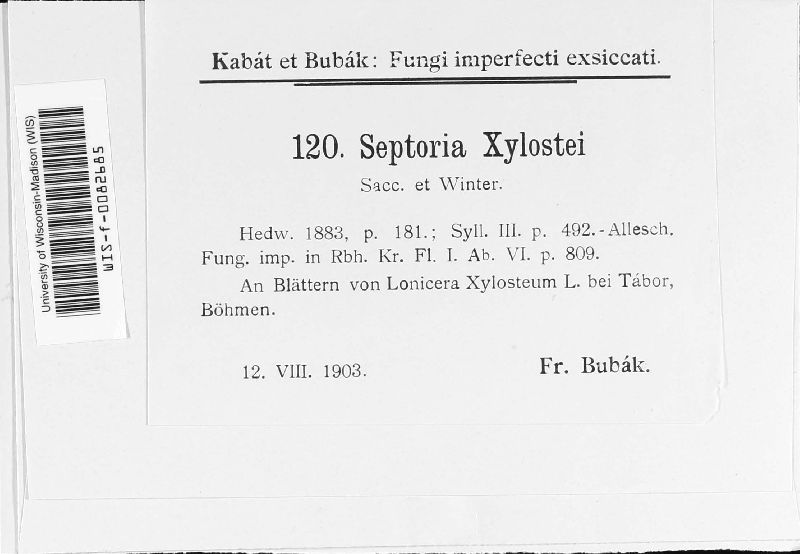 Kabát et Bubák: Fungi imperfecti exsiccati.
120. Septoria Xylostei
Sacc. et Winter.
Hedw. 1883, p. 181.; Syll. III. p. 492.-Allesch.
Fung. imp. in Rbh. Kr. Fl. I. Ab. VI. p. 809.
An Blättern von Lonicera Xylosteum L. bei Tábor,
Böhmen.
12. VIII. 1903.
Fr. Bubák.
University of Wisconsin-Madison (WIS)
WIS-f-0082685